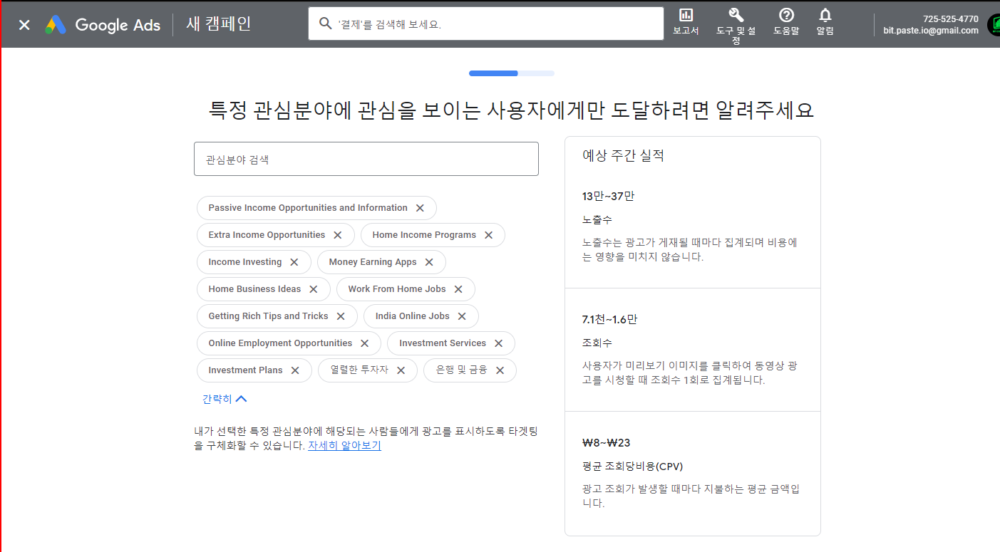 Google Ads
새 캠페인
'결제'를 검색해 보세요.
보고서
도구 및 설
정
도움말
알림
725-525-4770
bit.paste.io@gmail.com
특정 관심분야에 관심을 보이는 사용자에게만 도달하려면 알려주세요
관심분야 검색
Passive Income Opportunities and Information
Extra Income Opportunities
Home Income Programs
Income Investing
Money Earning Apps
Home Business Ideas
Work From Home Jobs
Getting Rich Tips and Tricks
India Online Jobs
Online Employment Opportunities
Investment Services
Investment Plans
열렬한 투자자
은행 및 금융
간략히
내가 선택한 특정 관심분야에 해당되는 사람들에게 광고를 표시하도록 타겟팅
을 구체화할 수 있습니다. 자세히 알아보기
예상 주간 실적
13만~37만
노출수
노출수는 광고가 게재될 때마다 집계되며 비용에
는 영향을 미치지 않습니다.
7.1천~1.6만
조회수
사용자가 미리보기 이미지를 클릭하여 동영상 광
고를 시청할 때 조회수 1회로 집계됩니다.
₩8~₩23
평균 조회당비용(CPV)
광고 조회가 발생할 때마다 지불하는 평균 금액입
니다.